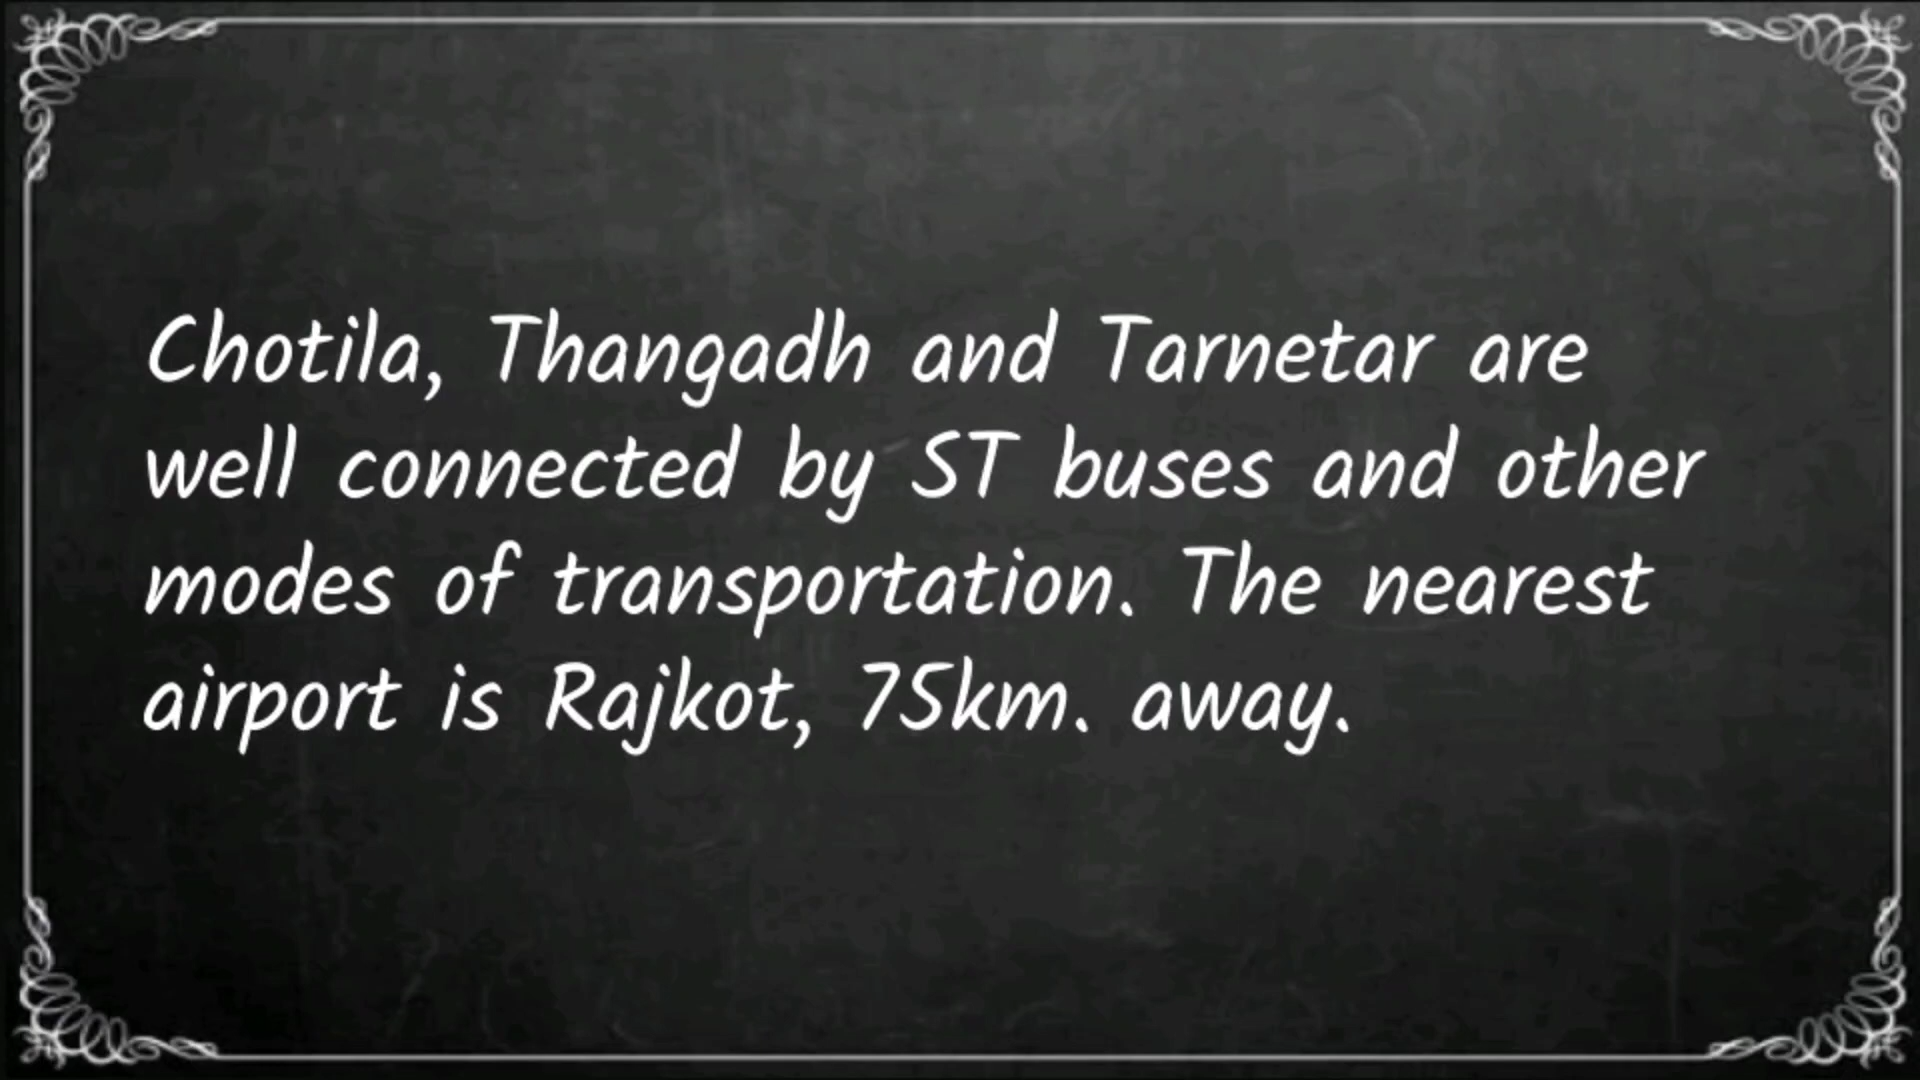 Chotila, Thangadh and Tarnetar are
well connected by ST buses and other
modes of transportation. The nearest
airport is Rajkot, 75km. away.